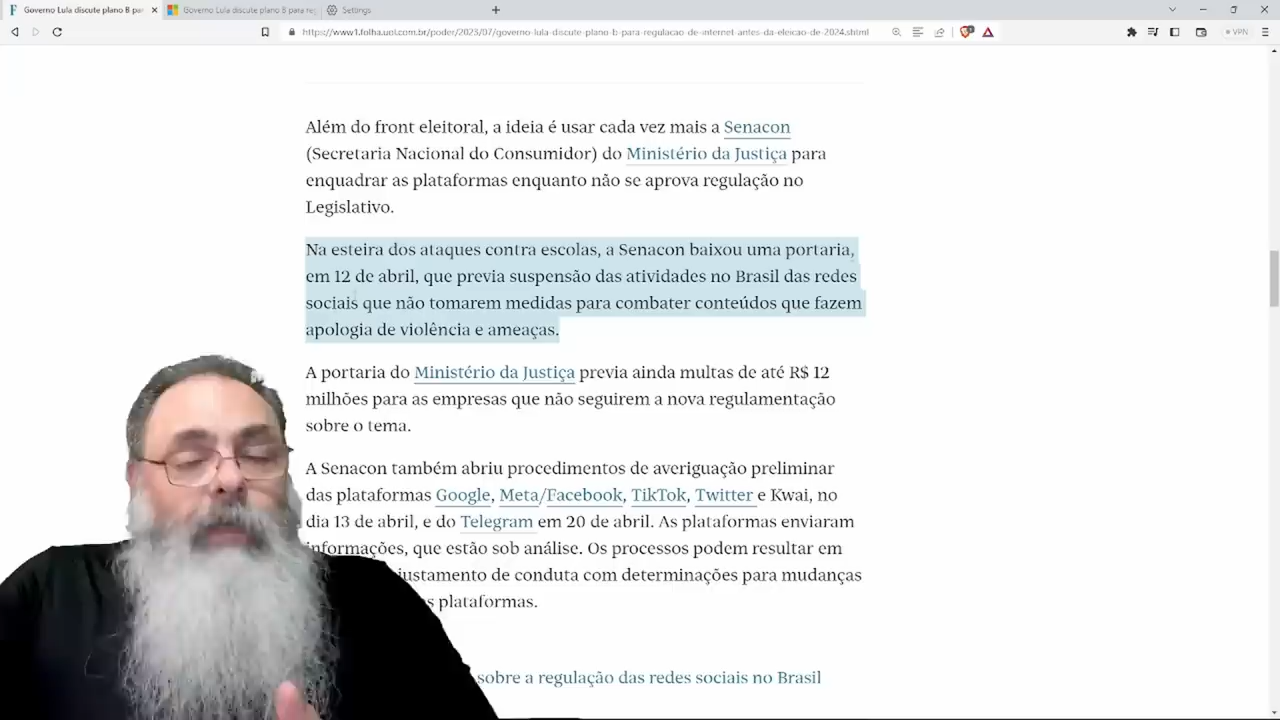 Governo Lula discute plano B pa
Governo Lula discute plano B para re
Settings
https://www1.folha.uol.com.br/poder/2023/07/governo-lula-discute-plano-b-para-regulacao-de-internet-antes-da-eleicao-de-2024.shtml
VPN
Além do front eleitoral, a ideia é usar cada vez mais a Senacon
(Secretaria Nacional do Consumidor) do Ministério da Justiça para
enquadrar as plataformas enquanto não se aprova regulação no
Legislativo.
Na esteira dos ataques contra escolas, a Senacon baixou uma portaria,
em 12 de abril, que previa suspensão das atividades no Brasil das redes
sociais que não tomarem medidas para combater conteúdos que fazem
apologia de violência e ameaças.
A portaria do Ministério da Justiça previa ainda multas de até R$ 12
milhões para as empresas que não seguirem a nova regulamentação
sobre o tema.
A Senacon também abriu procedimentos de averiguação preliminar
das plataformas Google, Meta/Facebook, TikTok, Twitter e Kwai, no
dia 13 de abril, e do Telegram em 20 de abril. As plataformas enviaram
informações, que estão sob análise. Os processos podem resultar em
justamento de conduta com determinações para mudanças
s plataformas.
sobre a regulação das redes sociais no Brasil